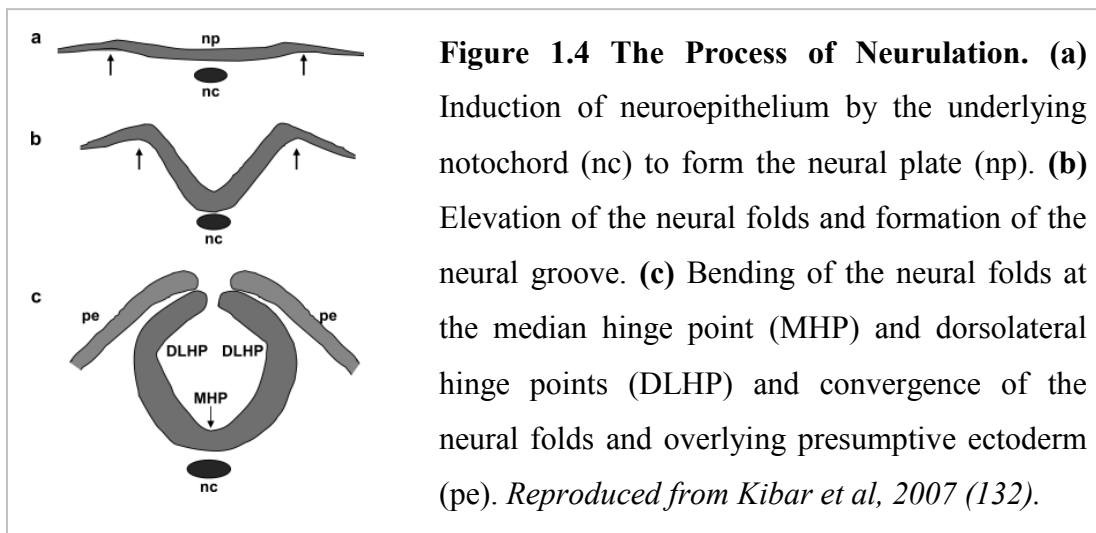 a
np
nc
b
nc
c
pe
pe
DLHP DLHP
MHP
nc
Figure 1.4 The Process of Neurulation. (a)
Induction of neuroepithelium by the underlying
notochord (nc) to form the neural plate (np). (b)
Elevation of the neural folds and formation of the
neural groove. (c) Bending of the neural folds at
the median hinge point (MHP) and dorsolateral
hinge points (DLHP) and convergence of the
neural folds and overlying presumptive ectoderm
(pe). Reproduced from Kibar et al, 2007 (132).